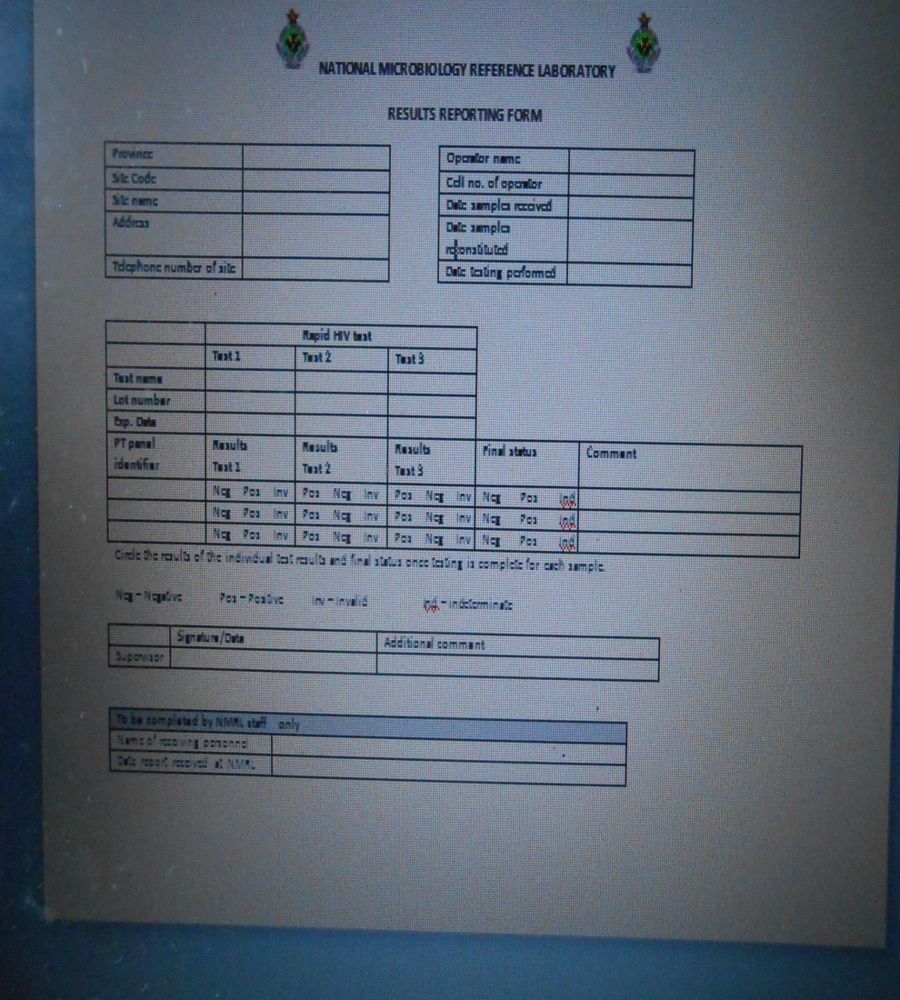 NATIONAL MICROBIOLOGY REFERENCE LABORATORY
RESULTS REPORTING FORM
Province
Site Code
Site name
Address
Telephone number of site
Operator name
Cell no. of operator
Date samples received
Date samples
reconstituted
Date testing performed
Rapid HIV test
Test 1 Test 2 Test 3
Test name
Lot number
Exp. Date
PT panel Results Results Results Final status Comment
identifier Test 1 Test 2 Test 3
Neg Pos Inv Pos Neg Inv Pos Neg Inv Neg Pos ind
Neg Pos Inv Pos Neg Inv Pos Neg Inv Neg Pos ind
Neg Pos Inv Pos Neg Inv Pos Neg Inv Neg Pos ind
Circle the results of the individual test results and final status once testing is complete for each sample.
Neg – Negative Pos – Positive Inv – Invalid ind. – indeterminate
Signature/Date Additional comment
Supervisor
To be completed by NMRL staff only
Name of receiving personnel
Date report received at NMRL